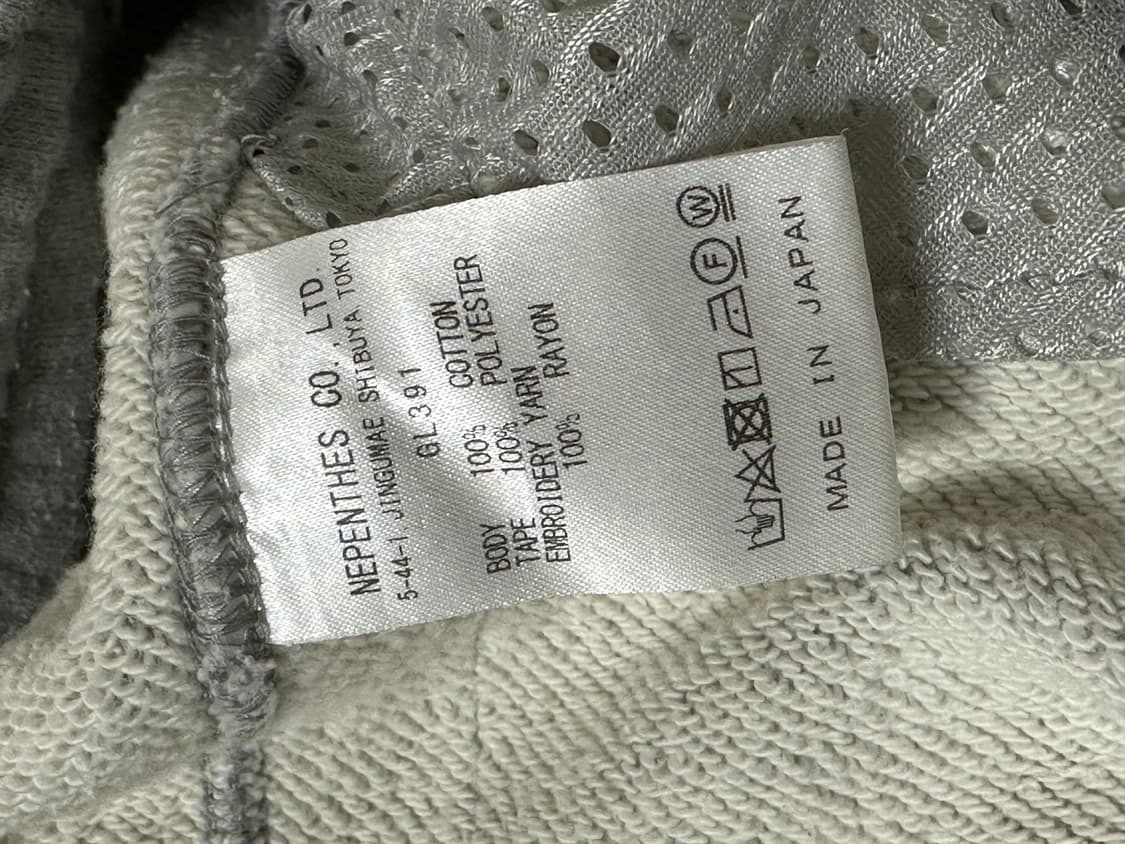 NEPENTHES CO., LTD.
5-44-1 JINGUMAE SHIBUYA TOKYO
GL391
BODY 100% COTTON
TAPE 100% POLYESTER
EMBROIDERY YARN
100% RAYON
F W
MADE IN JAPAN